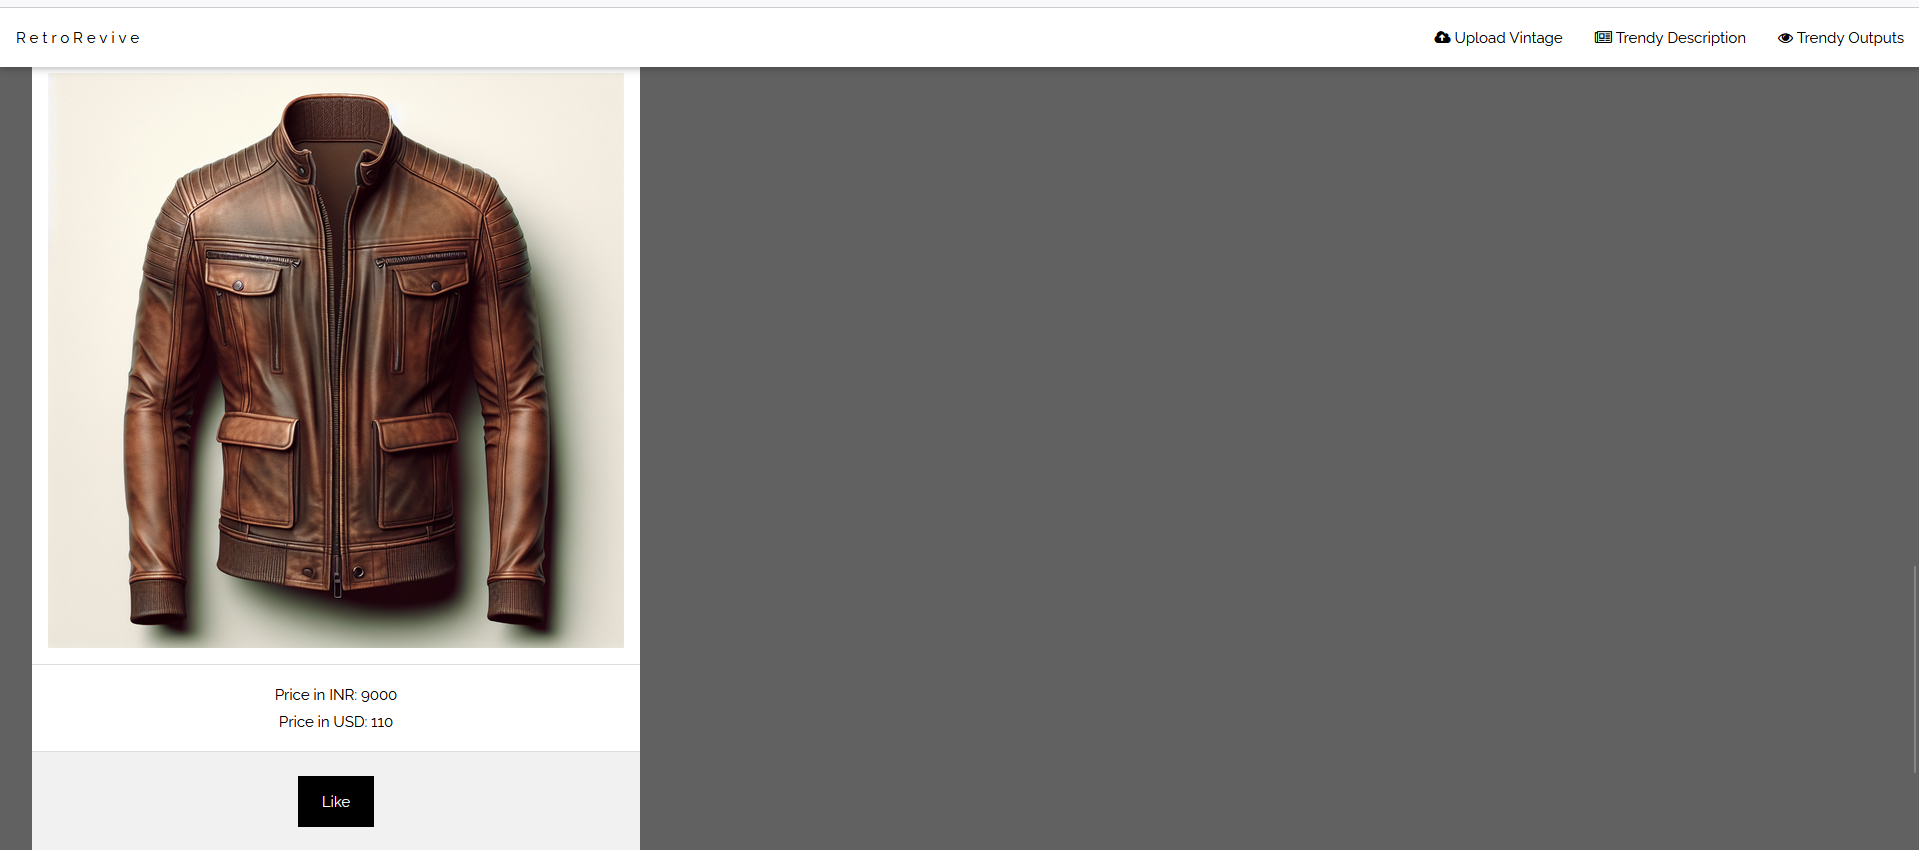 RetroRevive
Upload Vintage
Trendy Description
Trendy Outputs
Price in INR: 9000
Price in USD: 110
Like